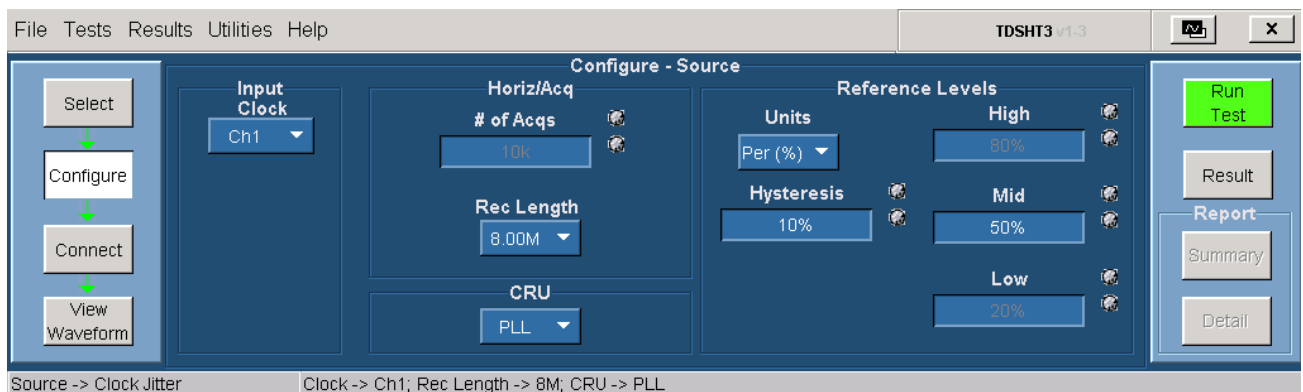 File Tests Results Utilities Help
TDSHT3 v1-3
x
Select
Configure
Connect
View
Waveform
Configure - Source
Input
Clock
Ch1
Horiz/Acq
# of Acqs
10k
Rec Length
8.00M
CRU
PLL
Reference Levels
Units
Per (%)
Hysteresis
10%
High
80%
Mid
50%
Low
20%
Run
Test
Result
Report
Summary
Detail
Source -> Clock Jitter
Clock -> Ch1; Rec Length -> 8M; CRU -> PLL